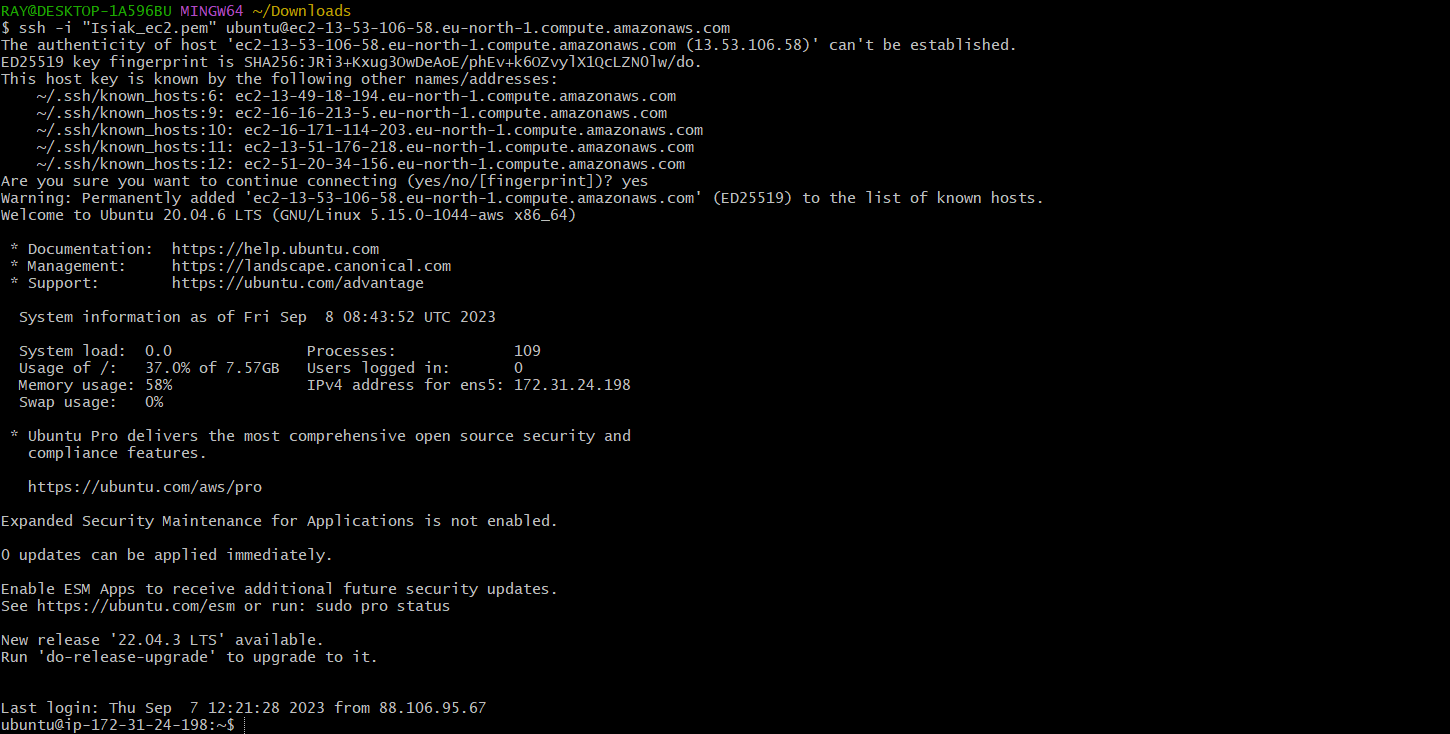 RAY@DESKTOP-1A596BU MINGW64 ~/Downloads
$ ssh -i "Isiak_ec2.pem" ubuntu@ec2-13-53-106-58.eu-north-1.compute.amazonaws.com
The authenticity of host 'ec2-13-53-106-58.eu-north-1.compute.amazonaws.com (13.53.106.58)' can't be established.
ED25519 key fingerprint is SHA256:JRi3+Kxug3OwDeAoE/phEv+k6OZvylX1QcLZNOlw/do.
This host key is known by the following other names/addresses:
    ~/.ssh/known_hosts:6: ec2-13-49-18-194.eu-north-1.compute.amazonaws.com
    ~/.ssh/known_hosts:9: ec2-16-16-213-5.eu-north-1.compute.amazonaws.com
    ~/.ssh/known_hosts:10: ec2-16-171-114-203.eu-north-1.compute.amazonaws.com
    ~/.ssh/known_hosts:11: ec2-13-51-176-218.eu-north-1.compute.amazonaws.com
    ~/.ssh/known_hosts:12: ec2-51-20-34-156.eu-north-1.compute.amazonaws.com
Are you sure you want to continue connecting (yes/no/[fingerprint])? yes
Warning: Permanently added 'ec2-13-53-106-58.eu-north-1.compute.amazonaws.com' (ED25519) to the list of known hosts.
Welcome to Ubuntu 20.04.6 LTS (GNU/Linux 5.15.0-1044-aws x86_64)

 * Documentation:  https://help.ubuntu.com
 * Management:     https://landscape.canonical.com
 * Support:        https://ubuntu.com/advantage

  System information as of Fri Sep  8 08:43:52 UTC 2023

  System load:  0.0               Processes:             109
  Usage of /:   37.0% of 7.57GB   Users logged in:       0
  Memory usage: 58%               IPv4 address for ens5: 172.31.24.198
  Swap usage:   0%

 * Ubuntu Pro delivers the most comprehensive open source security and
   compliance features.

   https://ubuntu.com/aws/pro

Expanded Security Maintenance for Applications is not enabled.

0 updates can be applied immediately.

Enable ESM Apps to receive additional future security updates.
See https://ubuntu.com/esm or run: sudo pro status

New release '22.04.3 LTS' available.
Run 'do-release-upgrade' to upgrade to it.

Last login: Thu Sep  7 12:21:28 2023 from 88.106.95.67
ubuntu@ip-172-31-24-198:~$